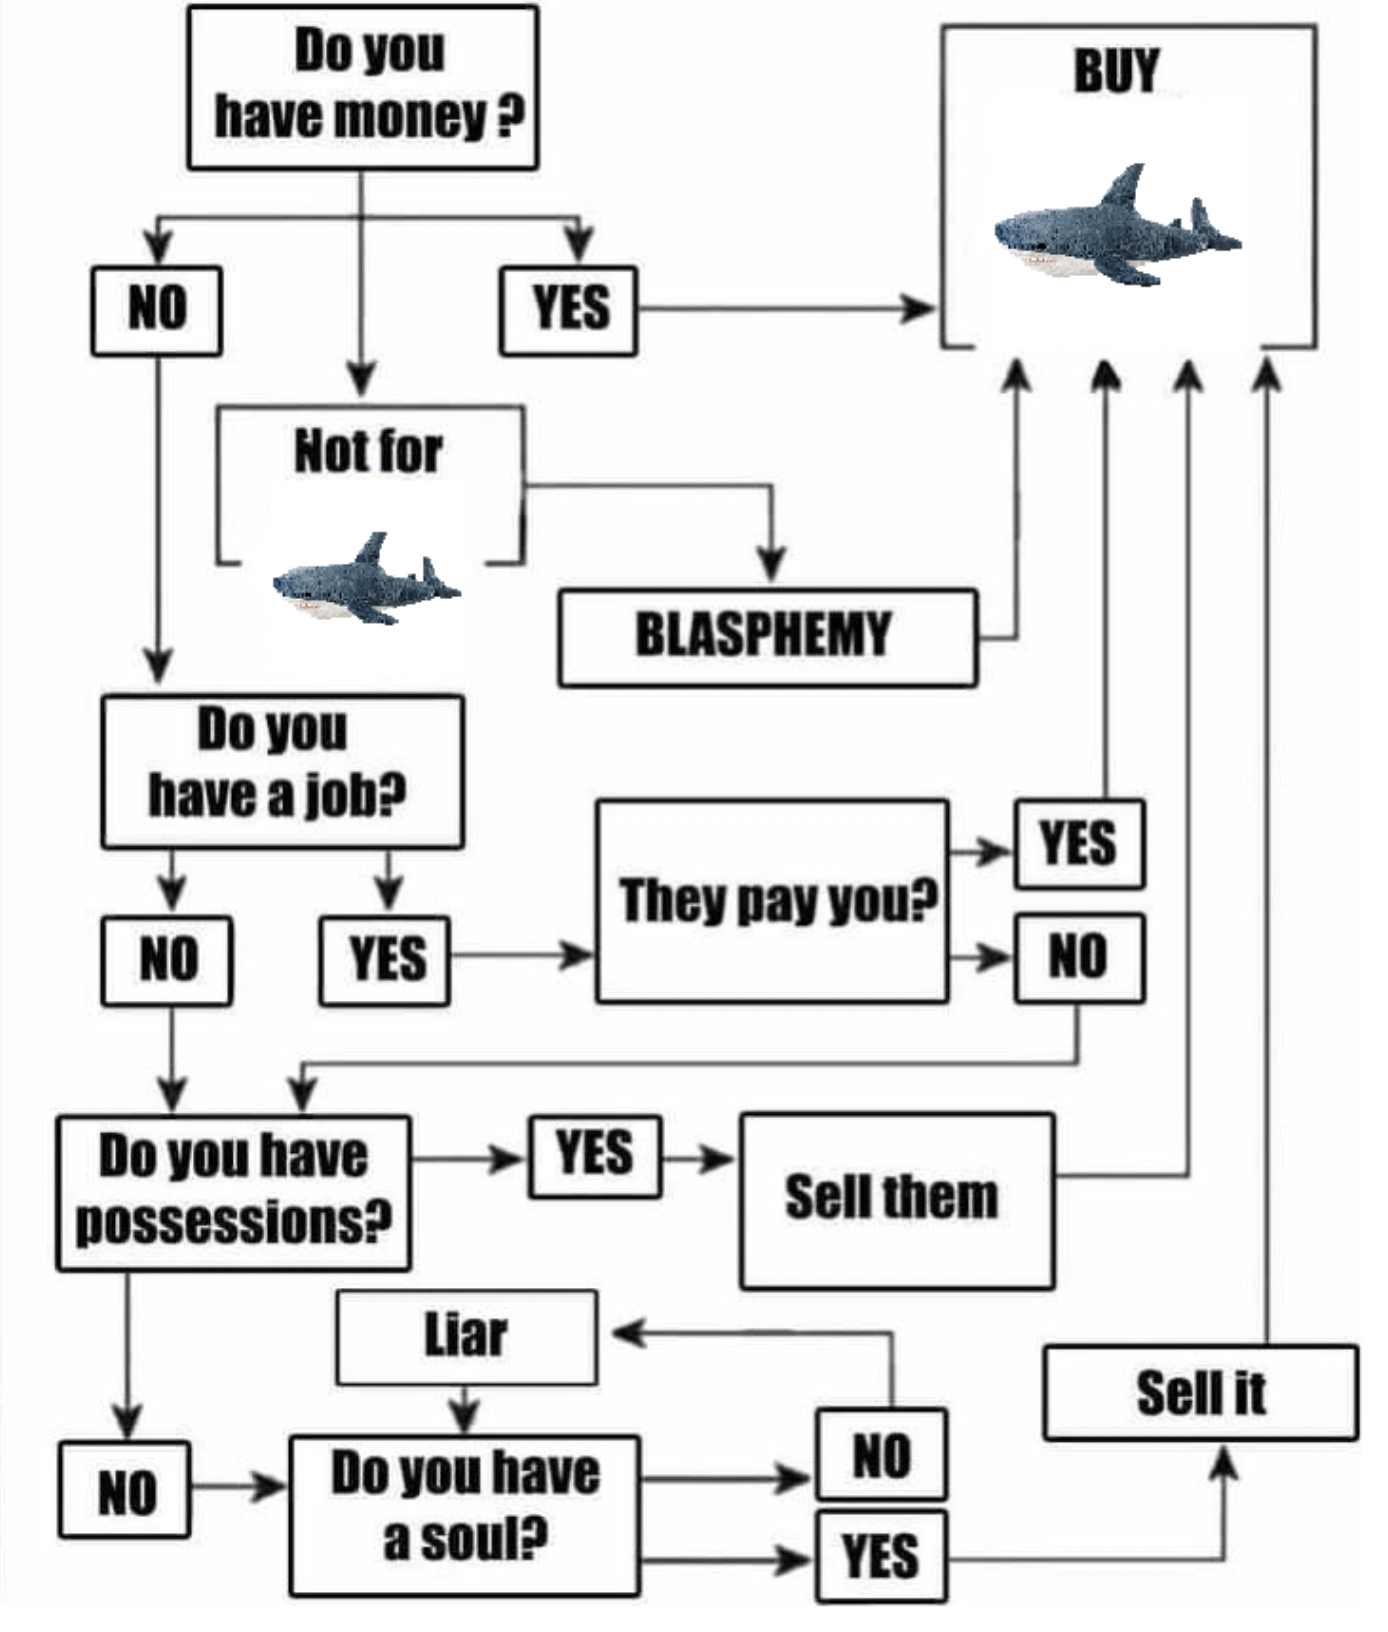 Do you
have money ?
BUY
NO
YES
Not for
BLASPHEMY
Do you
have a job?
They pay you?
YES
NO
NO
YES
Do you have
possessions?
YES
Sell them
Liar
Sell it
NO
Do you have
a soul?
NO
YES